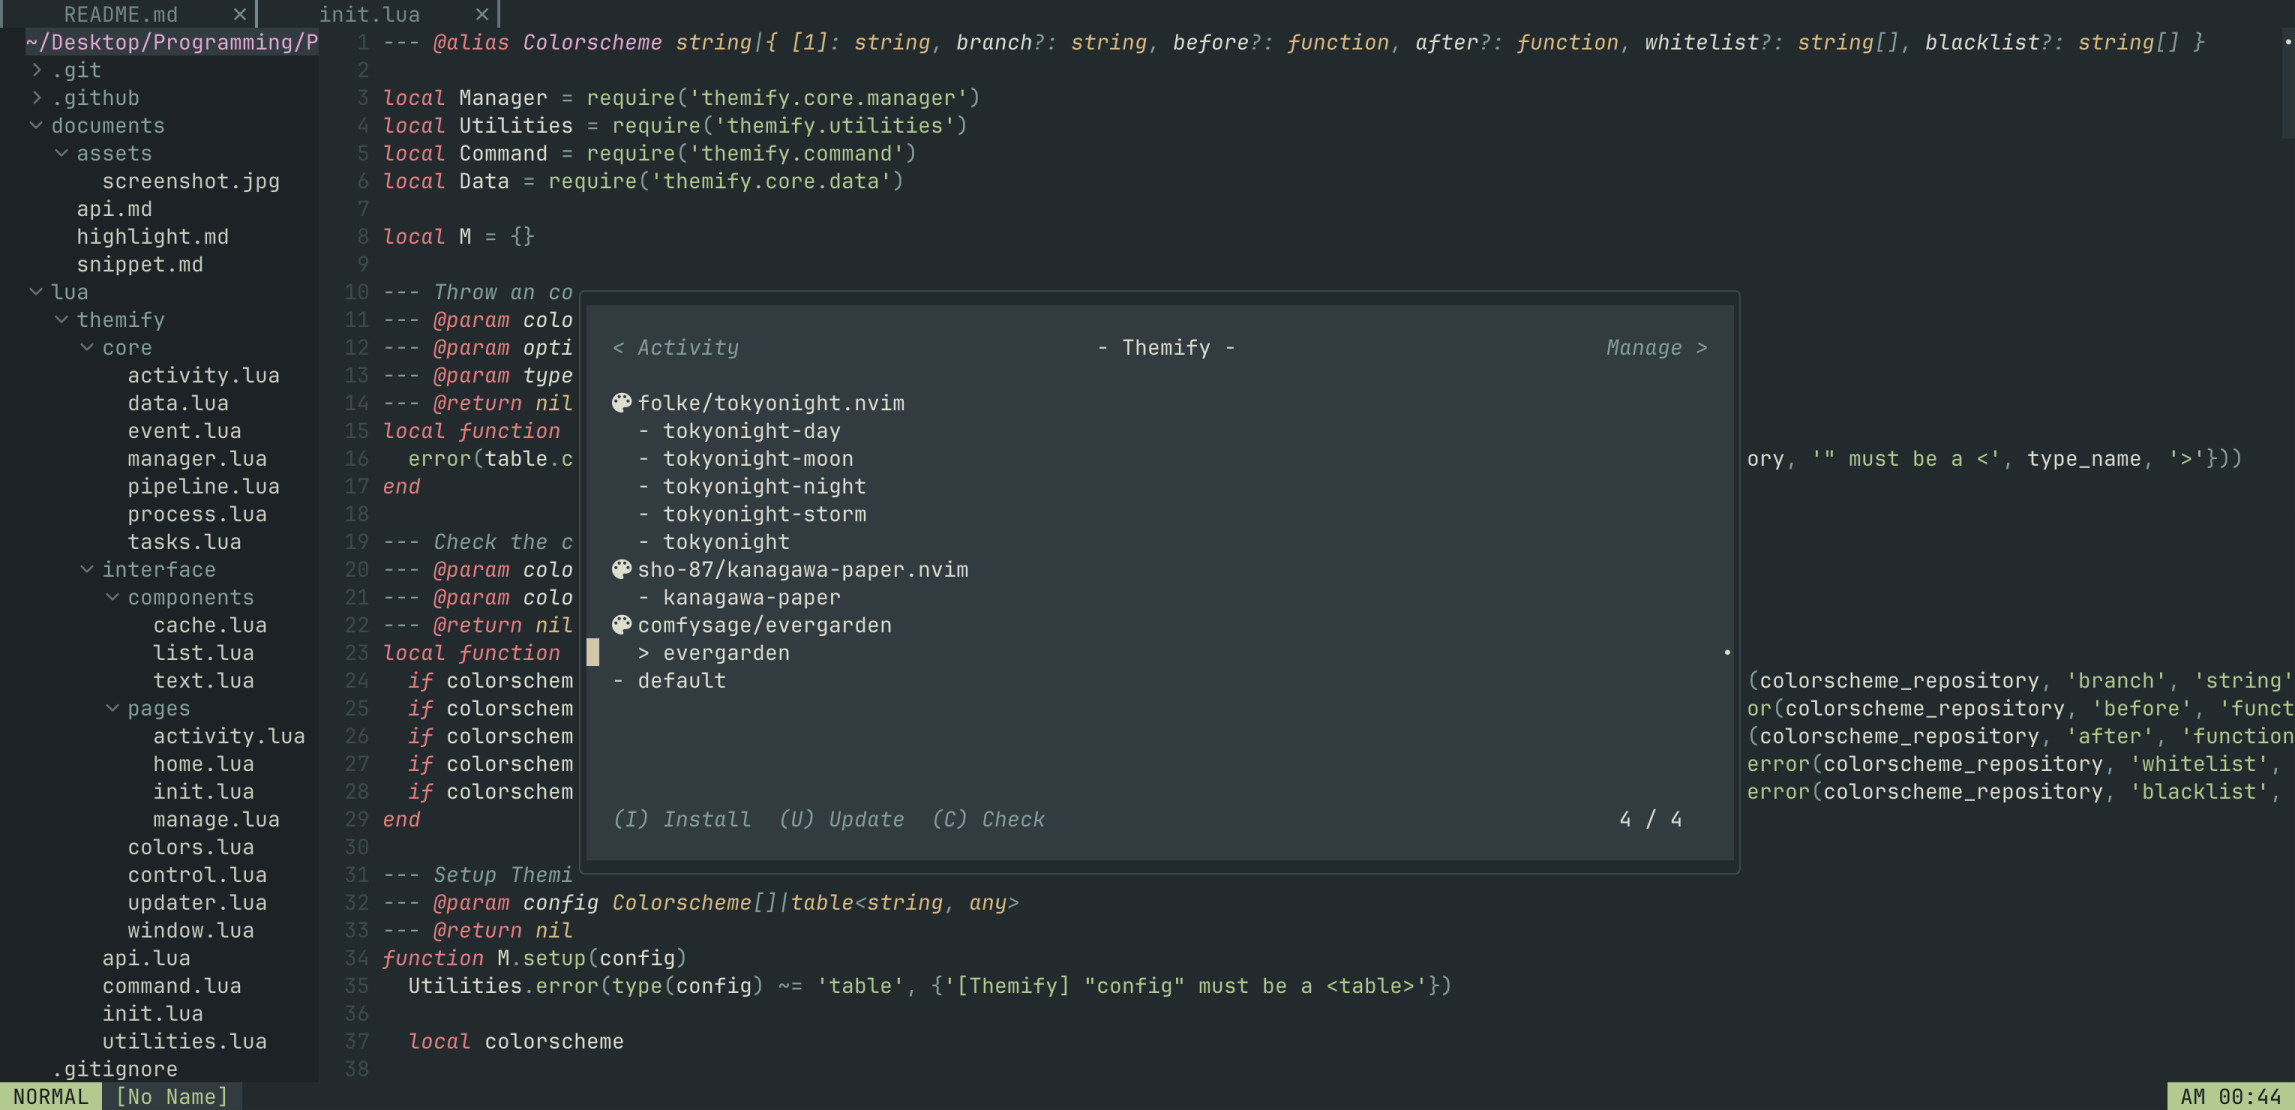 README.md ✕ init.lua ✕
~/Desktop/Programming/P
> .git
> .github
documents
assets
screenshot.jpg
api.md
highlight.md
snippet.md
lua
themify
core
activity.lua
data.lua
event.lua
manager.lua
pipeline.lua
process.lua
tasks.lua
interface
components
cache.lua
list.lua
text.lua
pages
activity.lua
home.lua
init.lua
manage.lua
colors.lua
control.lua
updater.lua
window.lua
api.lua
command.lua
init.lua
utilities.lua
.gitignore
1 --- @alias Colorscheme string|{ [1]: string, branch?: string, before?: function, after?: function, whitelist?: string[], blacklist?: string[] }
2
3 local Manager = require('themify.core.manager')
4 local Utilities = require('themify.utilities')
5 local Command = require('themify.command')
6 local Data = require('themify.core.data')
7
8 local M = {}
9
10 --- Throw an co
11 --- @param colo
12 --- @param opti
13 --- @param type
14 --- @return nil
15 local function
16 error(table.c ory, '" must be a <', type_name, '>'}))
17 end
18
19 --- Check the c
20 --- @param colo
21 --- @param colo
22 --- @return nil
23 local function
24 if colorschem (colorscheme_repository, 'branch', 'string'
25 if colorschem or(colorscheme_repository, 'before', 'funct
26 if colorschem (colorscheme_repository, 'after', 'function
27 if colorschem error(colorscheme_repository, 'whitelist',
28 if colorschem error(colorscheme_repository, 'blacklist',
29 end
30
31 --- Setup Themi
32 --- @param config Colorscheme[]|table<string, any>
33 --- @return nil
34 function M.setup(config)
35 Utilities.error(type(config) ~= 'table', {'[Themify] "config" must be a <table>'})
36
37 local colorscheme
38
< Activity - Themify - Manage >
folke/tokyonight.nvim
- tokyonight-day
- tokyonight-moon
- tokyonight-night
- tokyonight-storm
- tokyonight
sho-87/kanagawa-paper.nvim
- kanagawa-paper
comfysage/evergarden
> evergarden
- default
(I) Install (U) Update (C) Check 4 / 4
NORMAL [No Name] AM 00:44